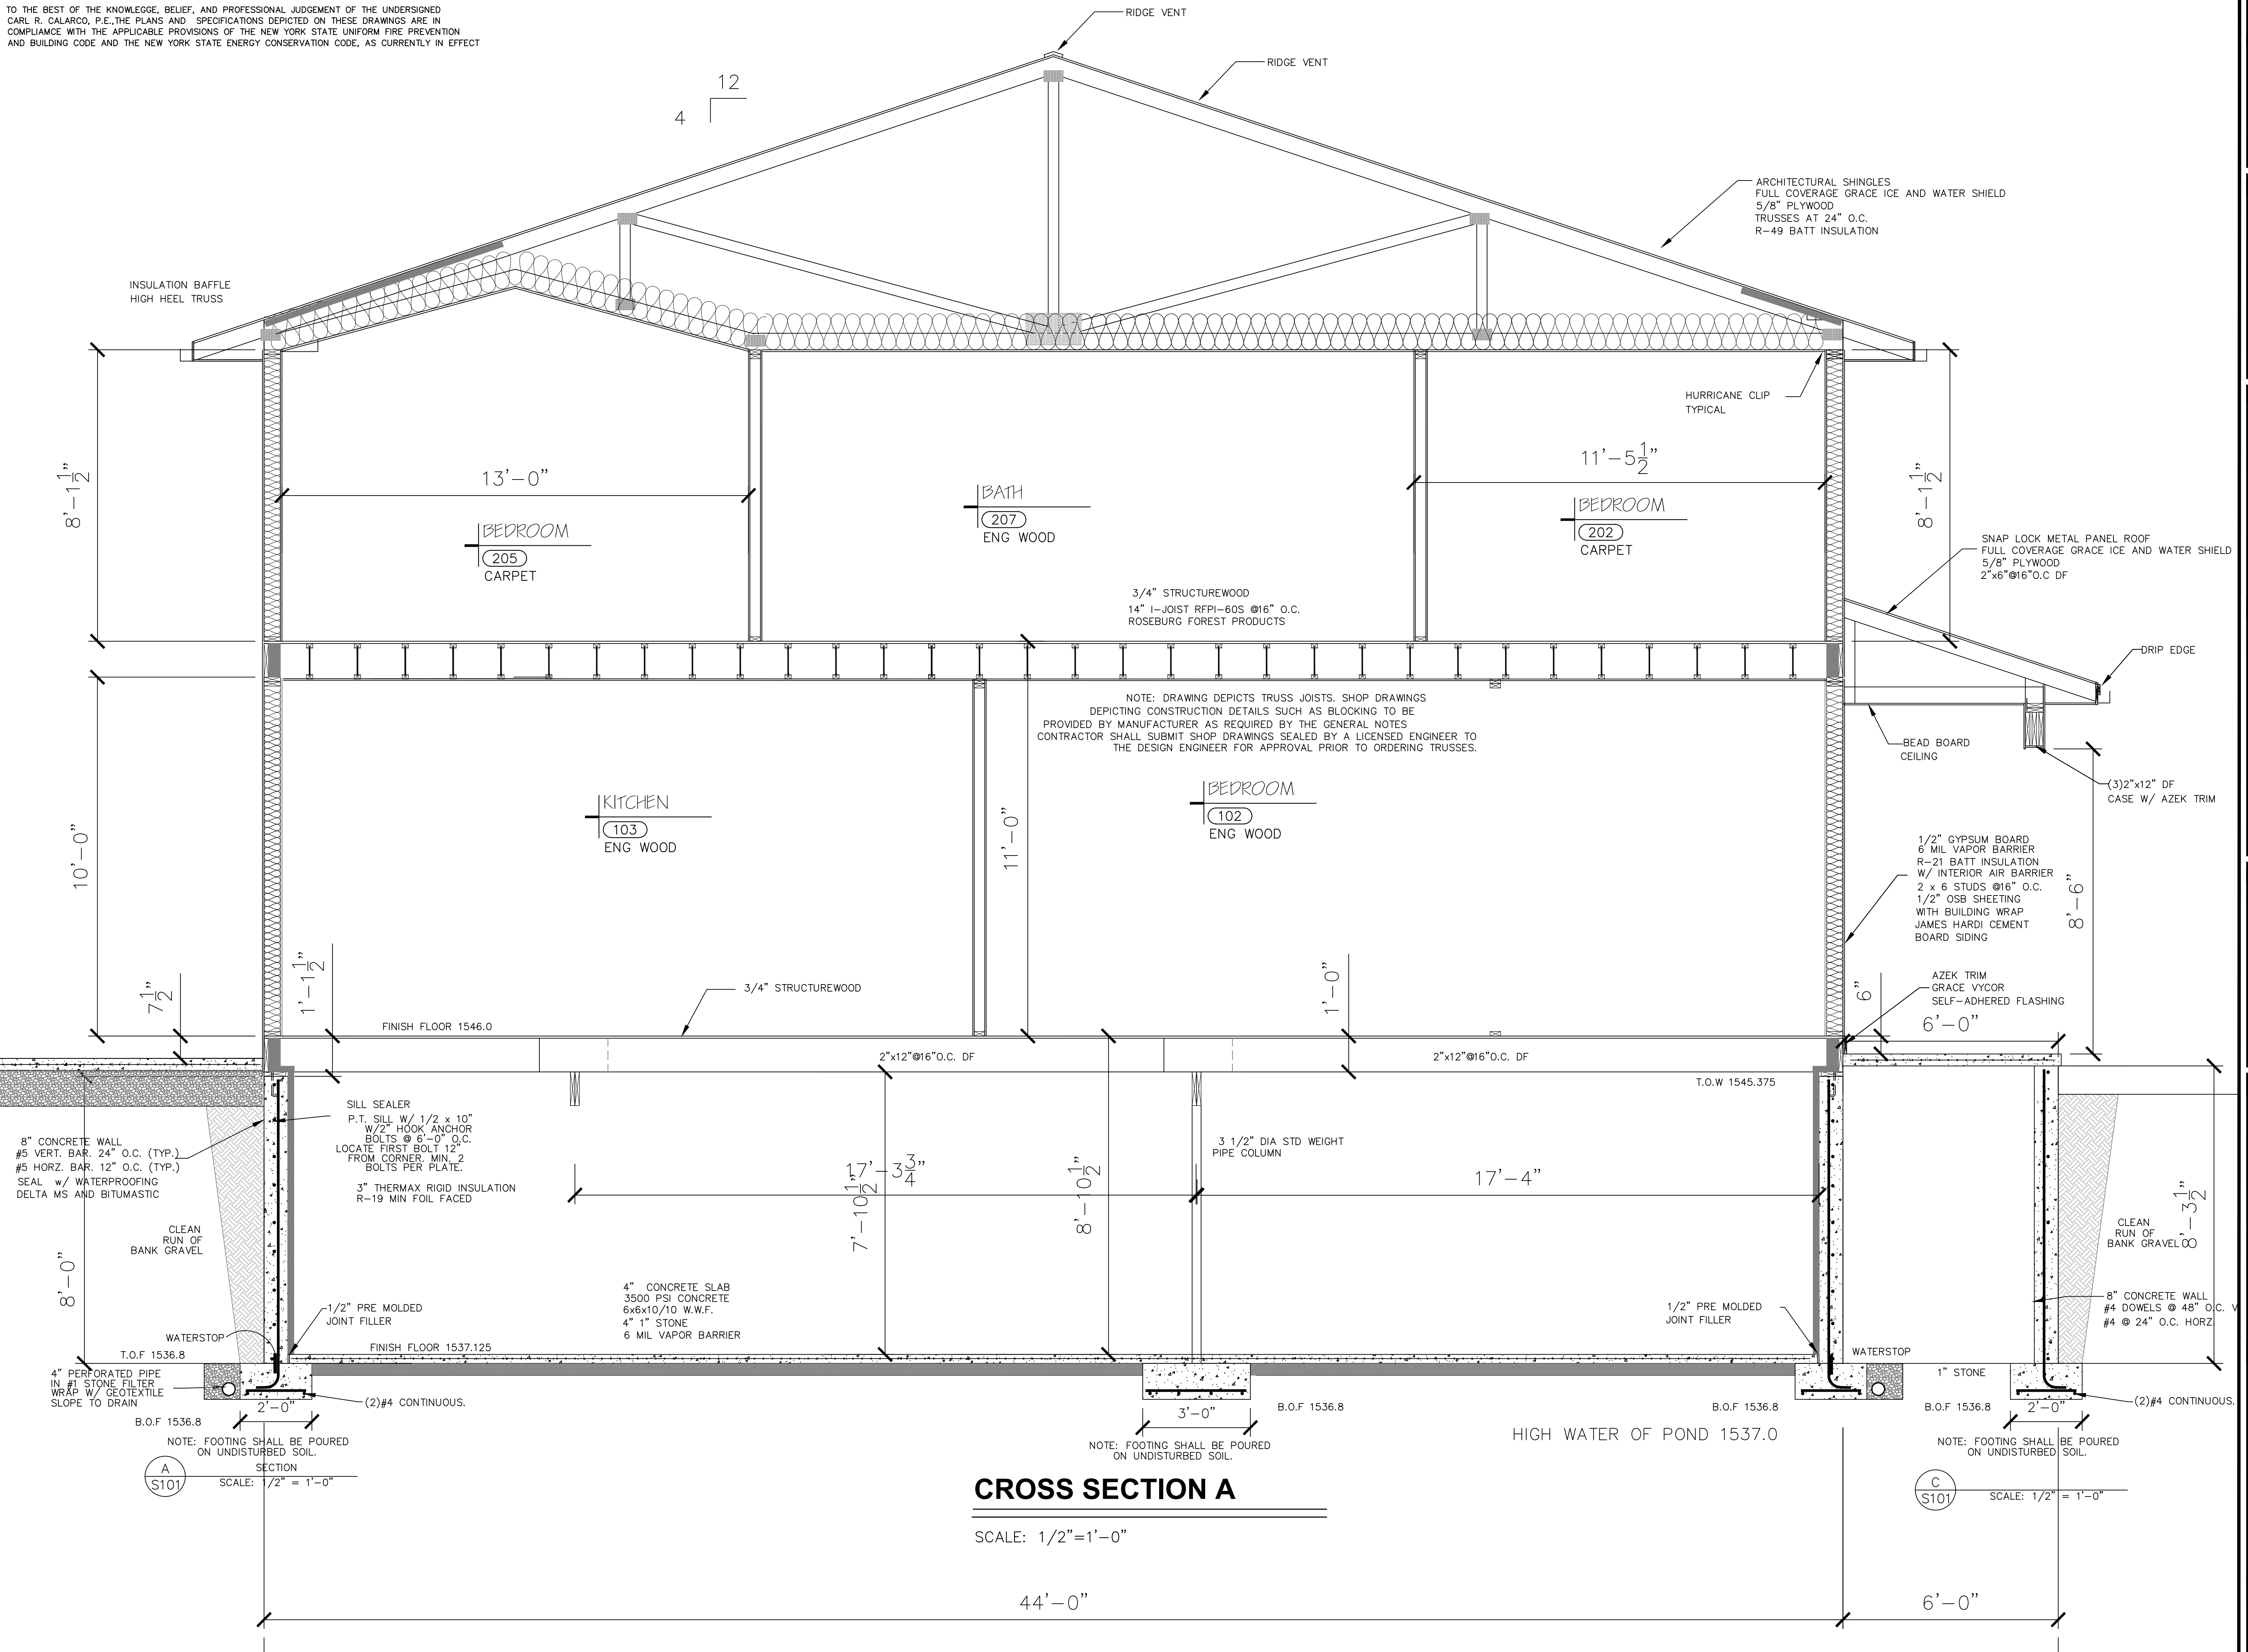 TO THE BEST OF THE KNOWLEGGE, BELIEF, AND PROFESSIONAL JUDGEMENT OF THE UNDERSIGNED
CARL R. CALARCO, P.E.,THE PLANS AND SPECIFICATIONS DEPICTED ON THESE DRAWINGS ARE IN
COMPLIAMCE WITH THE APPLICABLE PROVISIONS OF THE NEW YORK STATE UNIFORM FIRE PREVENTION
AND BUILDING CODE AND THE NEW YORK STATE ENERGY CONSERVATION CODE, AS CURRENTLY IN EFFECT
RIDGE VENT
RIDGE VENT
12
4
ARCHITECTURAL SHINGLES
FULL COVERAGE GRACE ICE AND WATER SHIELD
5/8" PLYWOOD
TRUSSES AT 24" O.C.
R-49 BATT INSULATION
INSULATION BAFFLE
HIGH HEEL TRUSS
HURRICANE CLIP
TYPICAL
8'-1 1/2"
13'-0"
11'-5 1/2"
8'-1 1/2"
BEDROOM
205
CARPET
BATH
207
ENG WOOD
BEDROOM
202
CARPET
SNAP LOCK METAL PANEL ROOF
FULL COVERAGE GRACE ICE AND WATER SHIELD
5/8" PLYWOOD
2"x6"@16"O.C DF
3/4" STRUCTUREWOOD
14" I-JOIST RFPI-60S @16" O.C.
ROSEBURG FOREST PRODUCTS
DRIP EDGE
NOTE: DRAWING DEPICTS TRUSS JOISTS. SHOP DRAWINGS
DEPICTING CONSTRUCTION DETAILS SUCH AS BLOCKING TO BE
PROVIDED BY MANUFACTURER AS REQUIRED BY THE GENERAL NOTES
CONTRACTOR SHALL SUBMIT SHOP DRAWINGS SEALED BY A LICENSED ENGINEER TO
THE DESIGN ENGINEER FOR APPROVAL PRIOR TO ORDERING TRUSSES.
BEAD BOARD
CEILING
(3)2"x12" DF
CASE W/ AZEK TRIM
10'-0"
KITCHEN
103
ENG WOOD
11'-0"
BEDROOM
102
ENG WOOD
1/2" GYPSUM BOARD
6 MIL VAPOR BARRIER
R-21 BATT INSULATION
W/ INTERIOR AIR BARRIER
2 x 6 STUDS @16" O.C.
1/2" OSB SHEETING
WITH BUILDING WRAP
JAMES HARDI CEMENT
BOARD SIDING
8'-6"
7 1/2"
1'-1 1/2"
3/4" STRUCTUREWOOD
1'-0"
AZEK TRIM
GRACE VYCOR
SELF-ADHERED FLASHING
6"
6'-0"
FINISH FLOOR 1546.0
2"x12"@16"O.C. DF
2"x12"@16"O.C. DF
T.O.W 1545.375
SILL SEALER
P.T. SILL W/ 1/2 x 10"
W/2" HOOK ANCHOR
BOLTS @ 6'-0" O.C.
LOCATE FIRST BOLT 12"
FROM CORNER. MIN. 2
BOLTS PER PLATE.
3" THERMAX RIGID INSULATION
R-19 MIN FOIL FACED
8" CONCRETE WALL
#5 VERT. BAR. 24" O.C. (TYP.)
#5 HORZ. BAR. 12" O.C. (TYP.)
SEAL w/ WATERPROOFING
DELTA MS AND BITUMASTIC
CLEAN
RUN OF
BANK GRAVEL
8'-0"
17'-3 3/4"
7'-10 1/2"
8'-10 1/2"
3 1/2" DIA STD WEIGHT
PIPE COLUMN
17'-4"
CLEAN
RUN OF
BANK GRAVEL
8'-3 1/2"
4" CONCRETE SLAB
3500 PSI CONCRETE
6x6x10/10 W.W.F.
4" 1" STONE
6 MIL VAPOR BARRIER
1/2" PRE MOLDED
JOINT FILLER
1/2" PRE MOLDED
JOINT FILLER
8" CONCRETE WALL
#4 DOWELS @ 48" O.C. V
#4 @ 24" O.C. HORZ.
WATERSTOP
FINISH FLOOR 1537.125
WATERSTOP
T.O.F 1536.8
4" PERFORATED PIPE
IN #1 STONE FILTER
WRAP W/ GEOTEXTILE
SLOPE TO DRAIN
1" STONE
(2)#4 CONTINUOUS.
(2)#4 CONTINUOUS.
2'-0"
3'-0"
2'-0"
B.O.F 1536.8
B.O.F 1536.8
B.O.F 1536.8
B.O.F 1536.8
NOTE: FOOTING SHALL BE POURED
ON UNDISTURBED SOIL.
NOTE: FOOTING SHALL BE POURED
ON UNDISTURBED SOIL.
HIGH WATER OF POND 1537.0
NOTE: FOOTING SHALL BE POURED
ON UNDISTURBED SOIL.
A
S101
SECTION
SCALE: 1/2" = 1'-0"
CROSS SECTION A
SCALE: 1/2"=1'-0"
C
S101
SCALE: 1/2" = 1'-0"
44'-0"
6'-0"